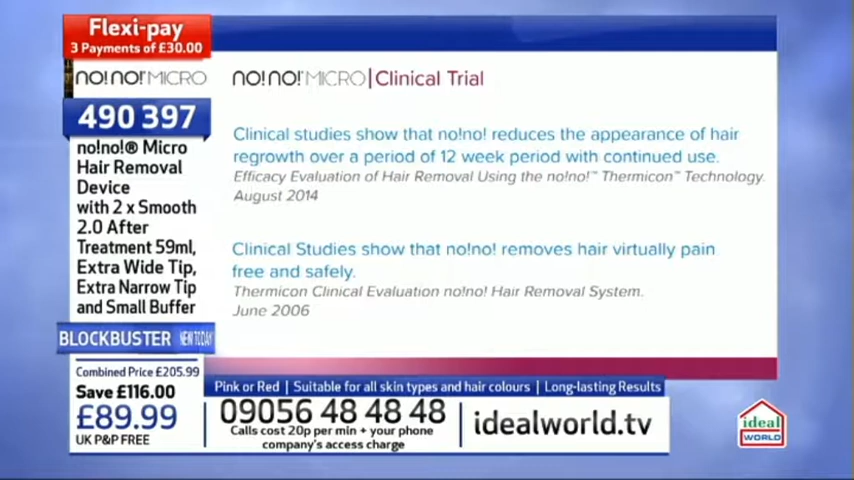 Flexi-pay
3 Payments of £30.00
no!no!® MICRO
490 397
no!no!® Micro
Hair Removal
Device
with 2 x Smooth
2.0 After
Treatment 59ml,
Extra Wide Tip,
Extra Narrow Tip
and Small Buffer
BLOCKBUSTER NEW TODAY
Combined Price £205.99
Save £116.00
£89.99
UK P&P FREE
no!no!® MICRO | Clinical Trial
Clinical studies show that no!no! reduces the appearance of hair
regrowth over a period of 12 week period with continued use.
Efficacy Evaluation of Hair Removal Using the no!no!™ Thermicon™ Technology.
August 2014
Clinical Studies show that no!no! removes hair virtually pain
free and safely.
Thermicon Clinical Evaluation no!no! Hair Removal System.
June 2006
Pink or Red | Suitable for all skin types and hair colours | Long-lasting Results
09056 48 48 48
Calls cost 20p per min + your phone
company's access charge
idealworld.tv
ideal
WORLD